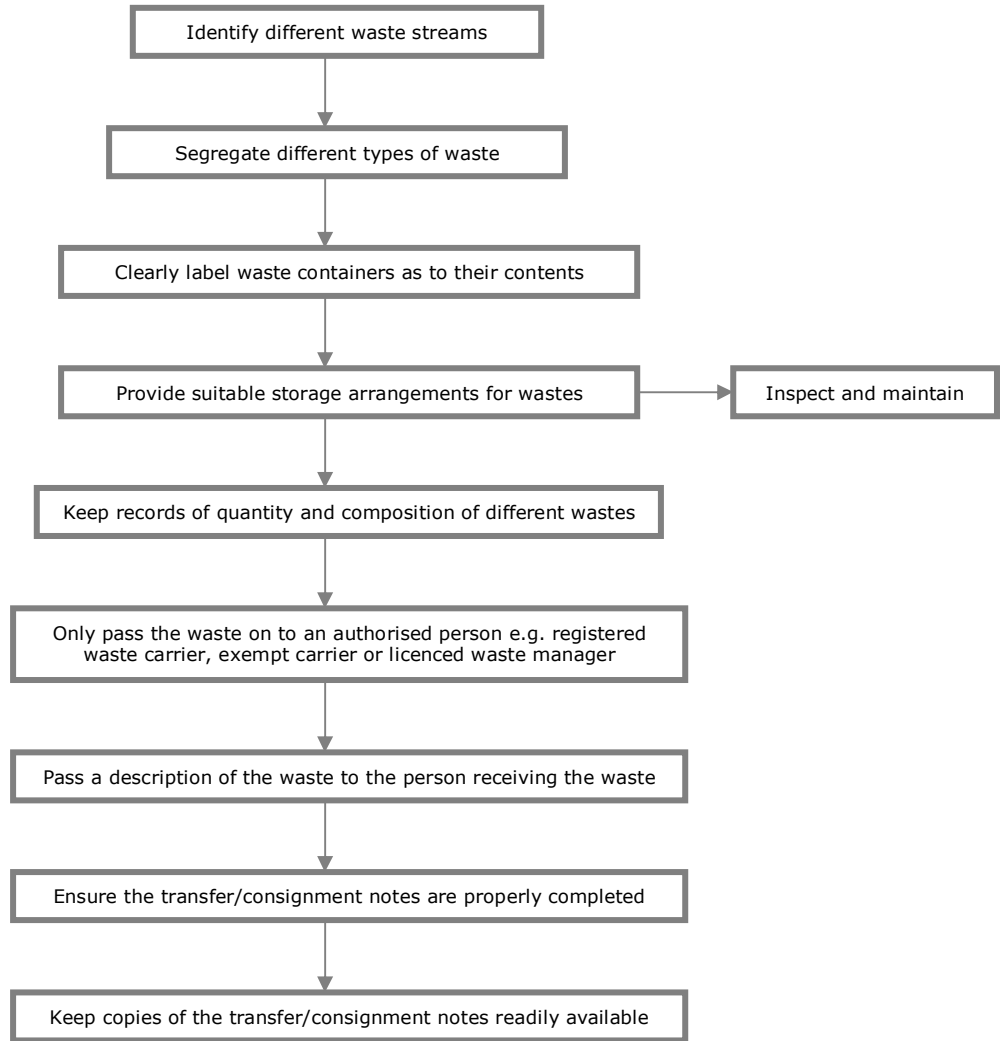 Identify different waste streams
Segregate different types of waste
Clearly label waste containers as to their contents
Provide suitable storage arrangements for wastes
Inspect and maintain
Keep records of quantity and composition of different wastes
Only pass the waste on to an authorised person e.g. registered
waste carrier, exempt carrier or licenced waste manager
Pass a description of the waste to the person receiving the waste
Ensure the transfer/consignment notes are properly completed
Keep copies of the transfer/consignment notes readily available